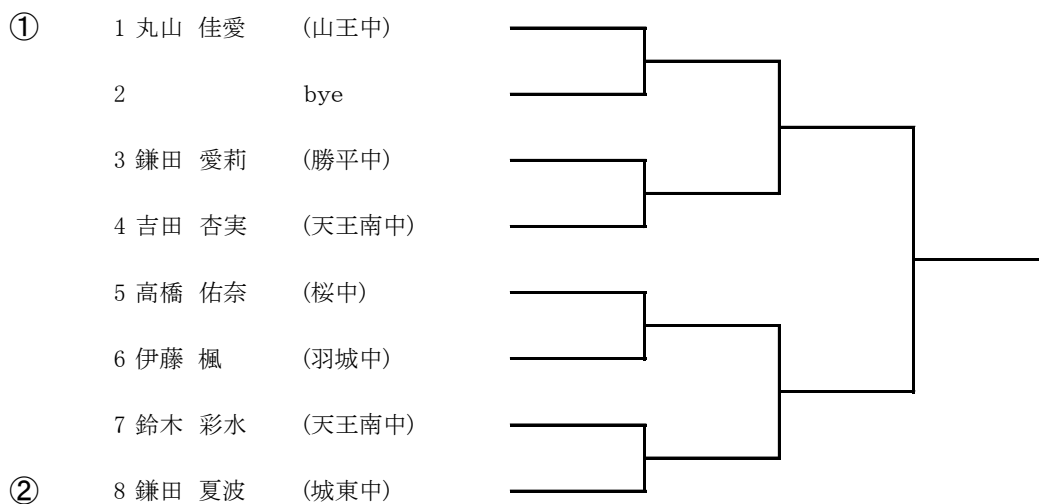 ① 1 丸山 佳愛 (山王中)
2 bye
3 鎌田 愛莉 (勝平中)
4 吉田 杏実 (天王南中)
5 高橋 佑奈 (桜中)
6 伊藤 楓 (羽城中)
7 鈴木 彩水 (天王南中)
② 8 鎌田 夏波 (城東中)